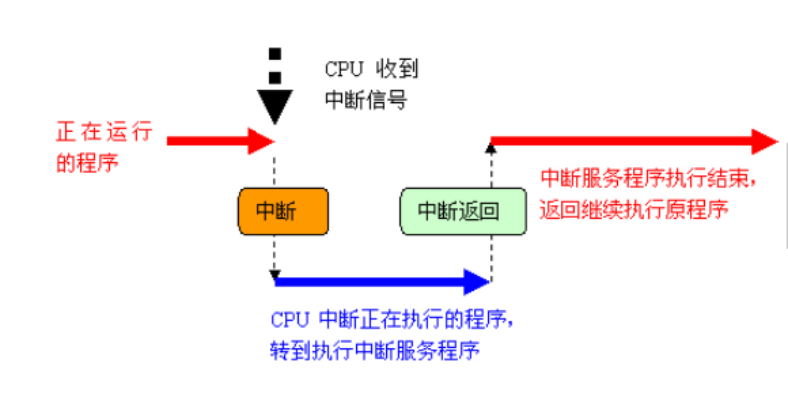 CPU 收到
中断信号
正在运行
的程序
中断
中断返回
中断服务程序执行结束，
返回继续执行原程序
CPU 中断正在执行的程序，
转到执行中断服务程序